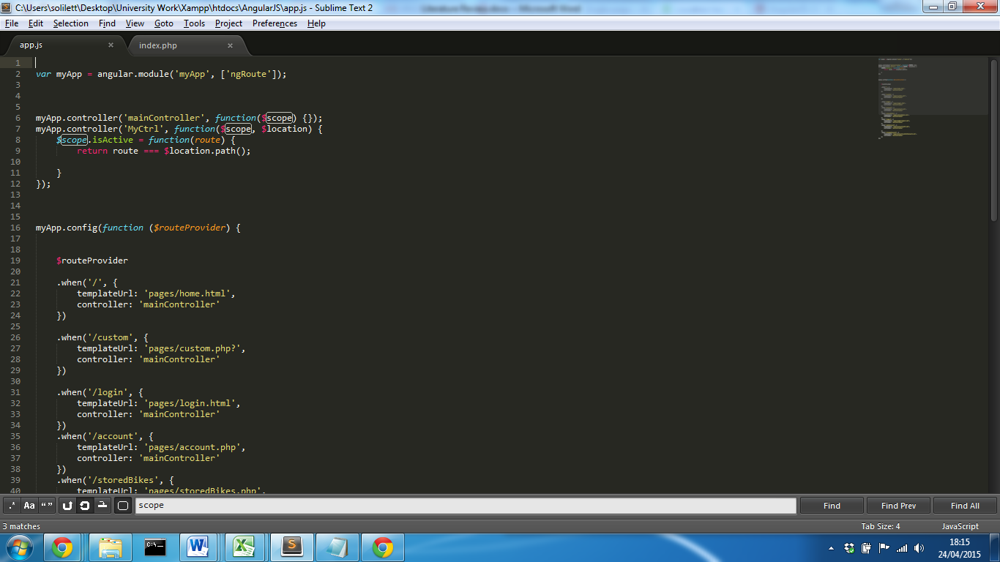 C:\Users\solilett\Desktop\University Work\Xampp\htdocs\AngularJS\app.js - Sublime Text 2
File Edit Selection Find View Goto Tools Project Preferences Help
app.js × index.php ×
1
2 var myApp = angular.module('myApp', ['ngRoute']);
3
4
5
6 myApp.controller('mainController', function($scope) {});
7 myApp.controller('MyCtrl', function($scope, $location) {
8 $scope.isActive = function(route) {
9 return route === $location.path();
10
11 }
12 });
13
14
15
16 myApp.config(function ($routeProvider) {
17
18
19 $routeProvider
20
21 .when('/', {
22 templateUrl: 'pages/home.html',
23 controller: 'mainController'
24 })
25
26 .when('/custom', {
27 templateUrl: 'pages/custom.php?',
28 controller: 'mainController'
29 })
30
31 .when('/login', {
32 templateUrl: 'pages/login.html',
33 controller: 'mainController'
34 })
35 .when('/account', {
36 templateUrl: 'pages/account.php',
37 controller: 'mainController'
38 })
39 .when('/storedBikes', {
40 templateUrl: 'pages/storedBikes.php',
.* Aa “ ” scope Find Find Prev Find All
3 matches Tab Size: 4 JavaScript
C:\
18:15
24/04/2015